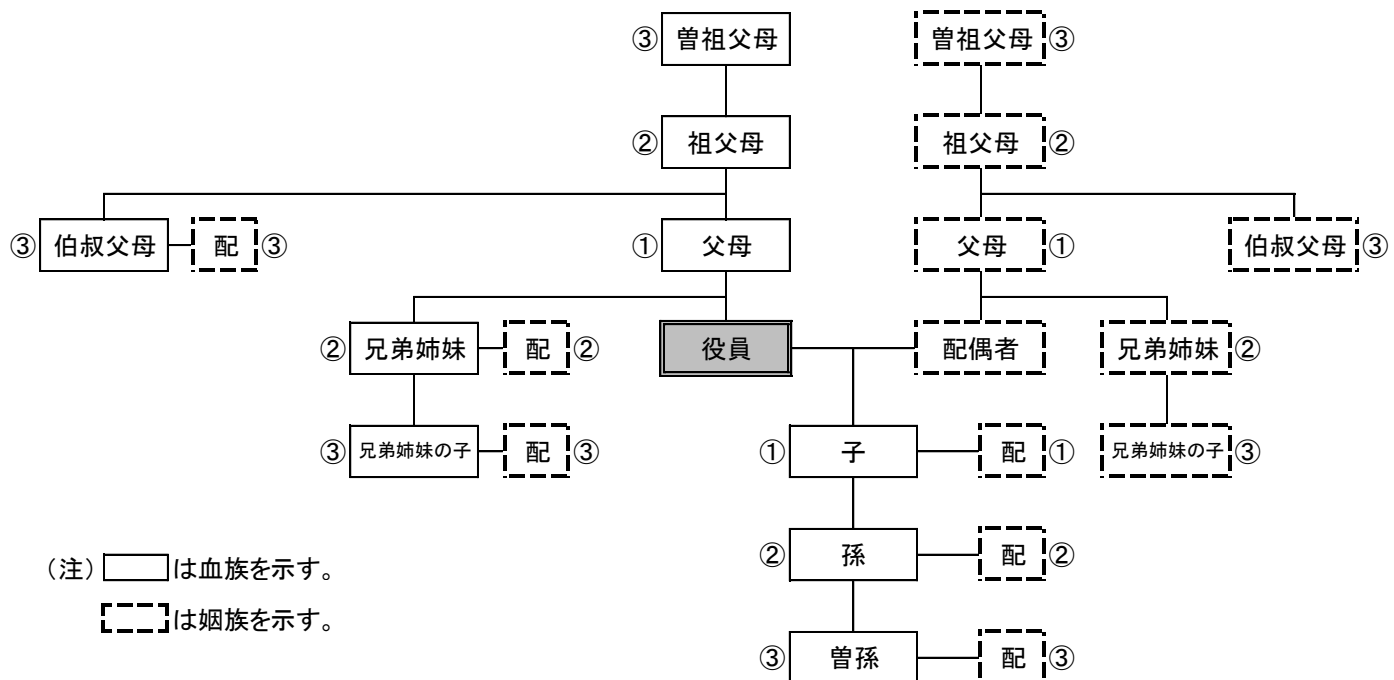 ③ 曽祖父母 曽祖父母 ③
② 祖父母 祖父母 ②
③ 伯叔父母 配 ③ ① 父母 父母 ① 伯叔父母 ③
② 兄弟姉妹 配 ② 役員 配偶者 兄弟姉妹 ②
③ 兄弟姉妹の子 配 ③ ① 子 配 ① 兄弟姉妹の子 ③
② 孫 配 ②
(注) は血族を示す。
は姻族を示す。
③ 曽孫 配 ③